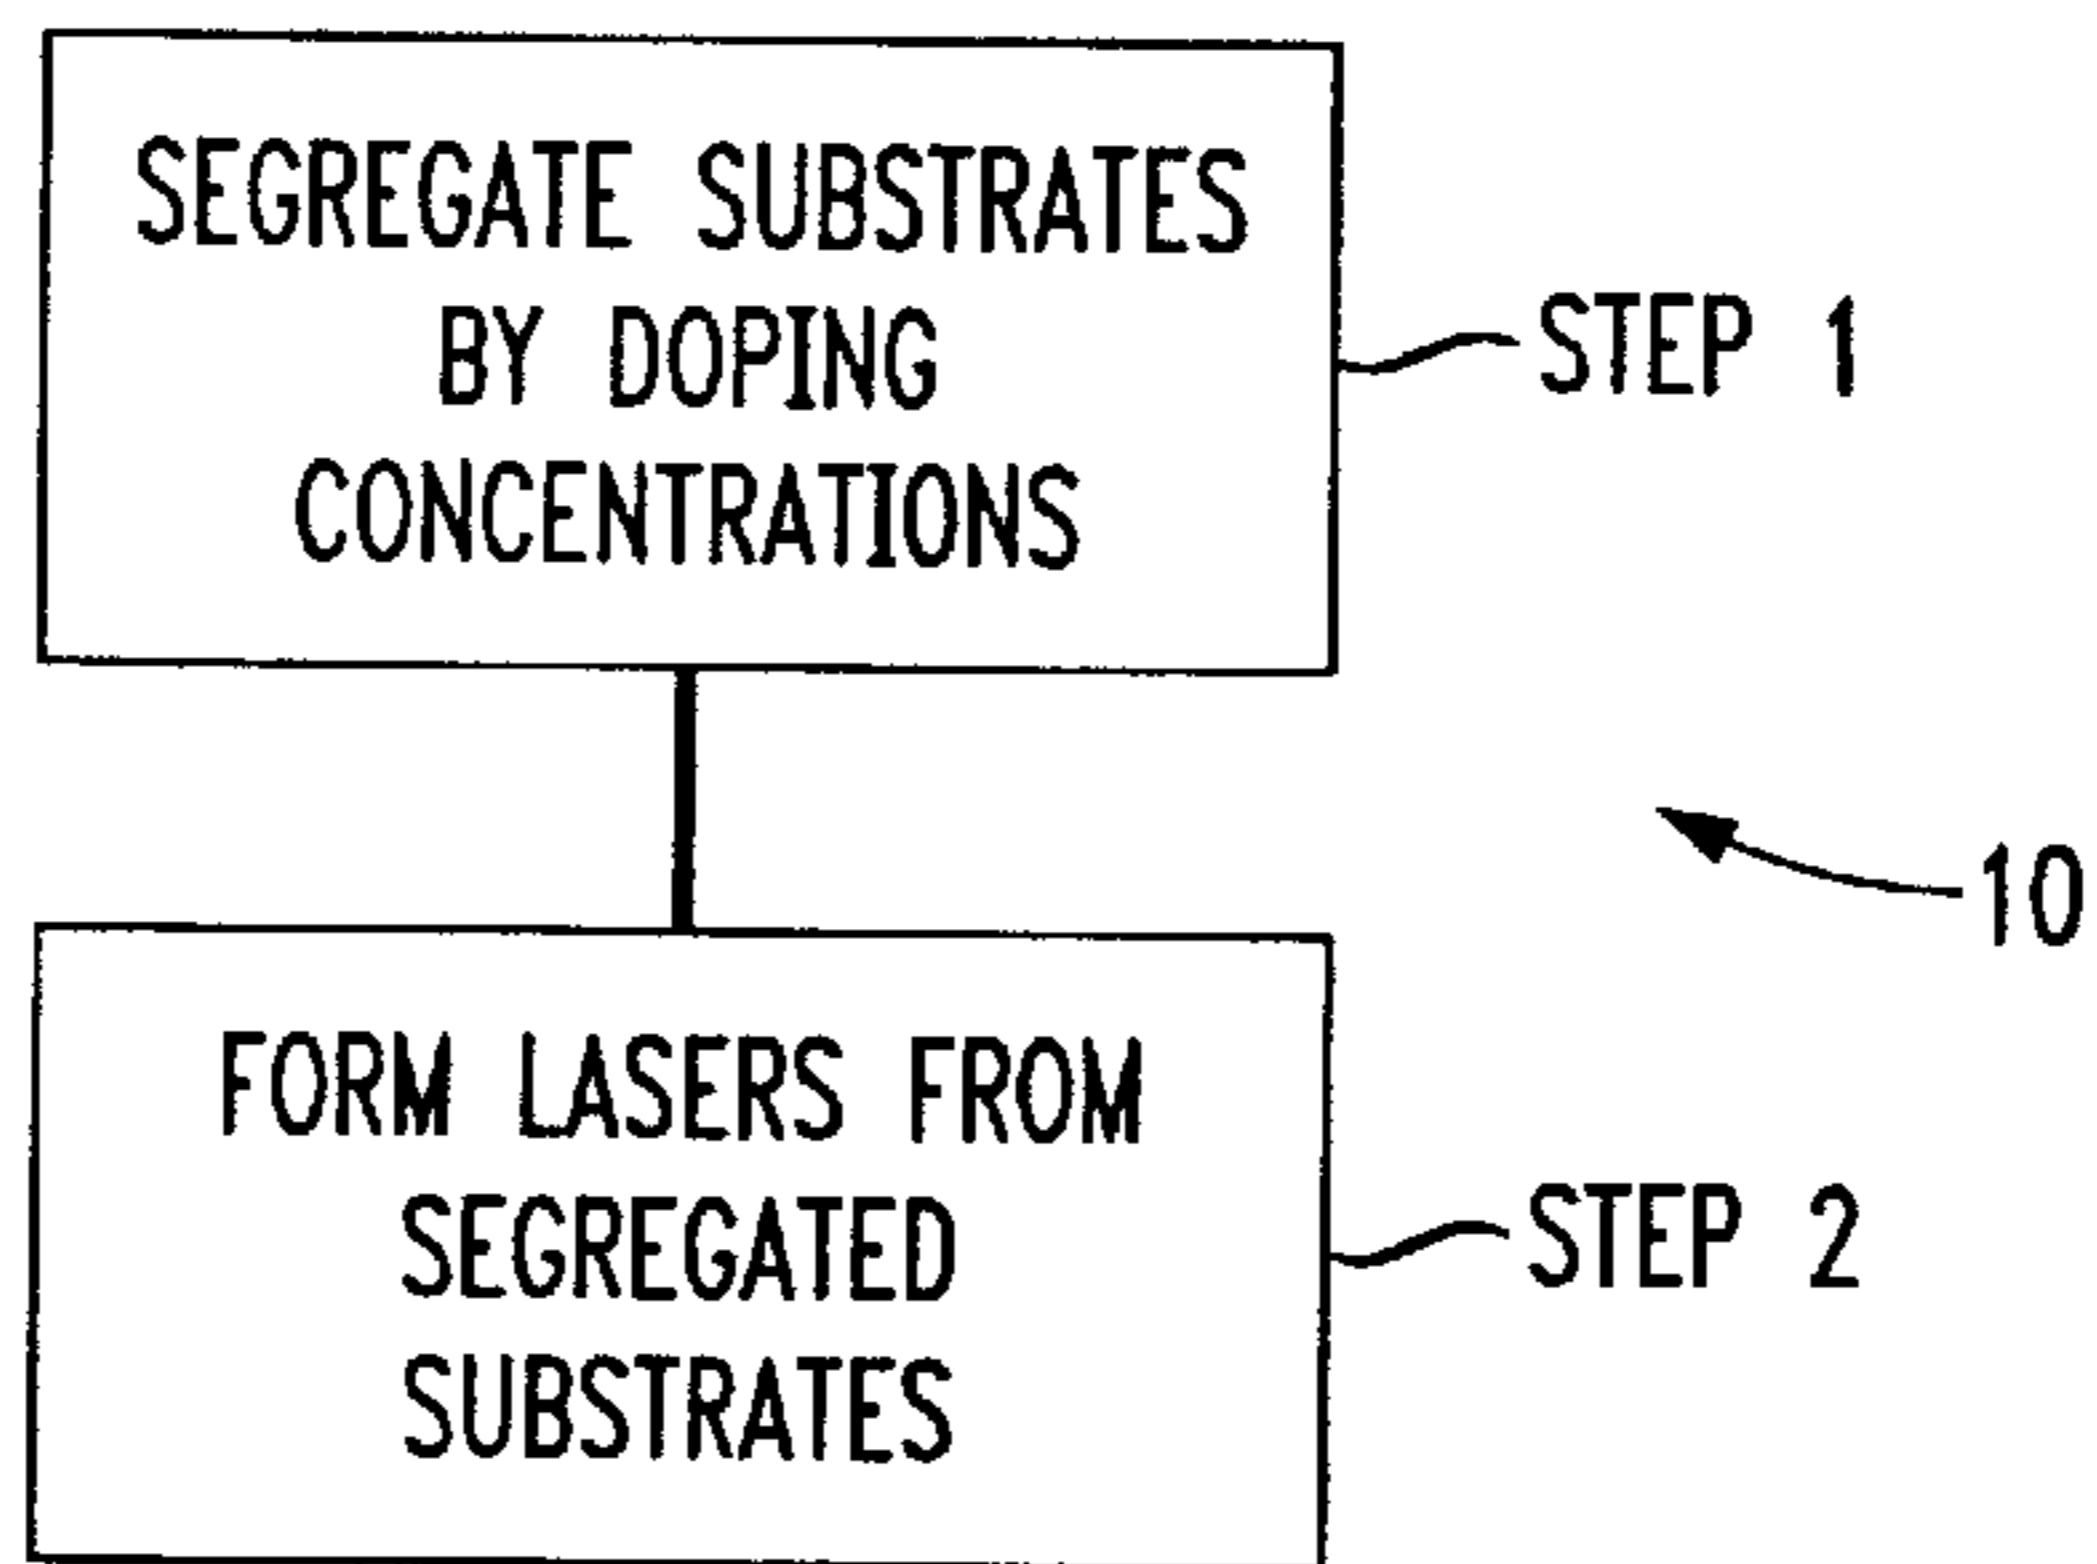 SEGREGATE SUBSTRATES
BY DOPING
CONCENTRATIONS
STEP 1
10
FORM LASERS FROM
SEGREGATED
SUBSTRATES
STEP 2